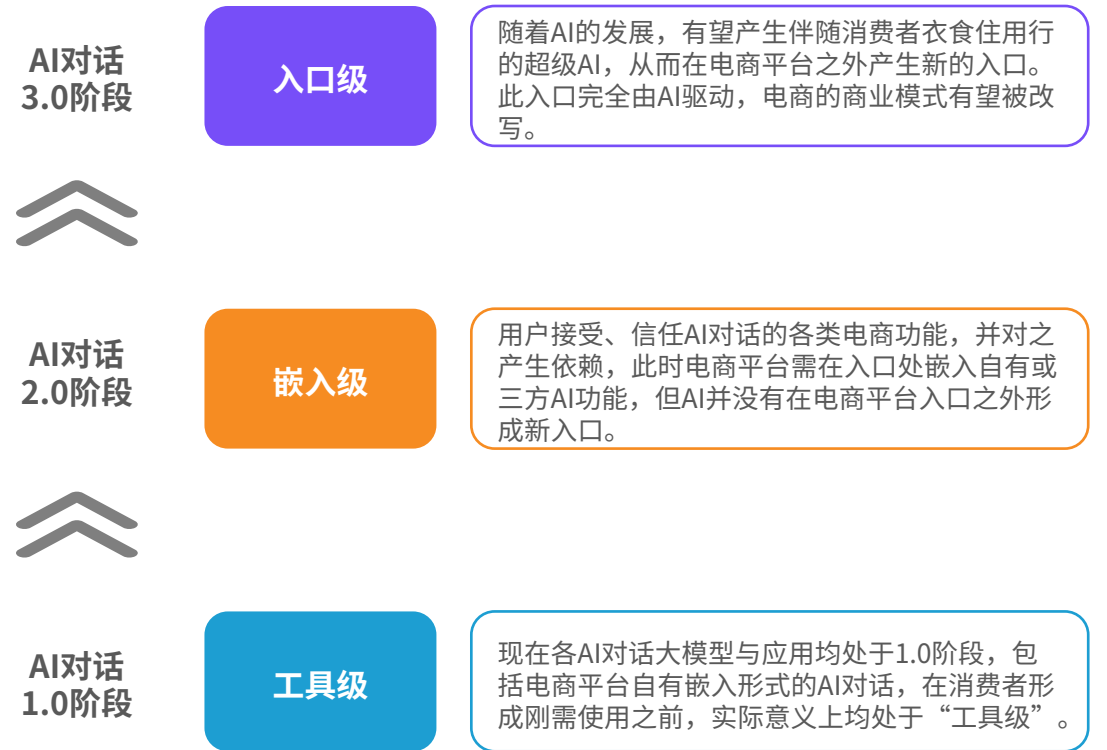 AI对话
3.0阶段
入口级
随着AI的发展，有望产生伴随消费者衣食住用行
的超级AI，从而在电商平台之外产生新的入口。
此入口完全由AI驱动，电商的商业模式有望被改
写。
AI对话
2.0阶段
嵌入级
用户接受、信任AI对话的各类电商功能，并对之
产生依赖，此时电商平台需在入口处嵌入自有或
三方AI功能，但AI并没有在电商平台入口之外形
成新入口。
AI对话
1.0阶段
工具级
现在各AI对话大模型与应用均处于1.0阶段，包
括电商平台自有嵌入形式的AI对话，在消费者形
成刚需使用之前，实际意义上均处于“工具级”。